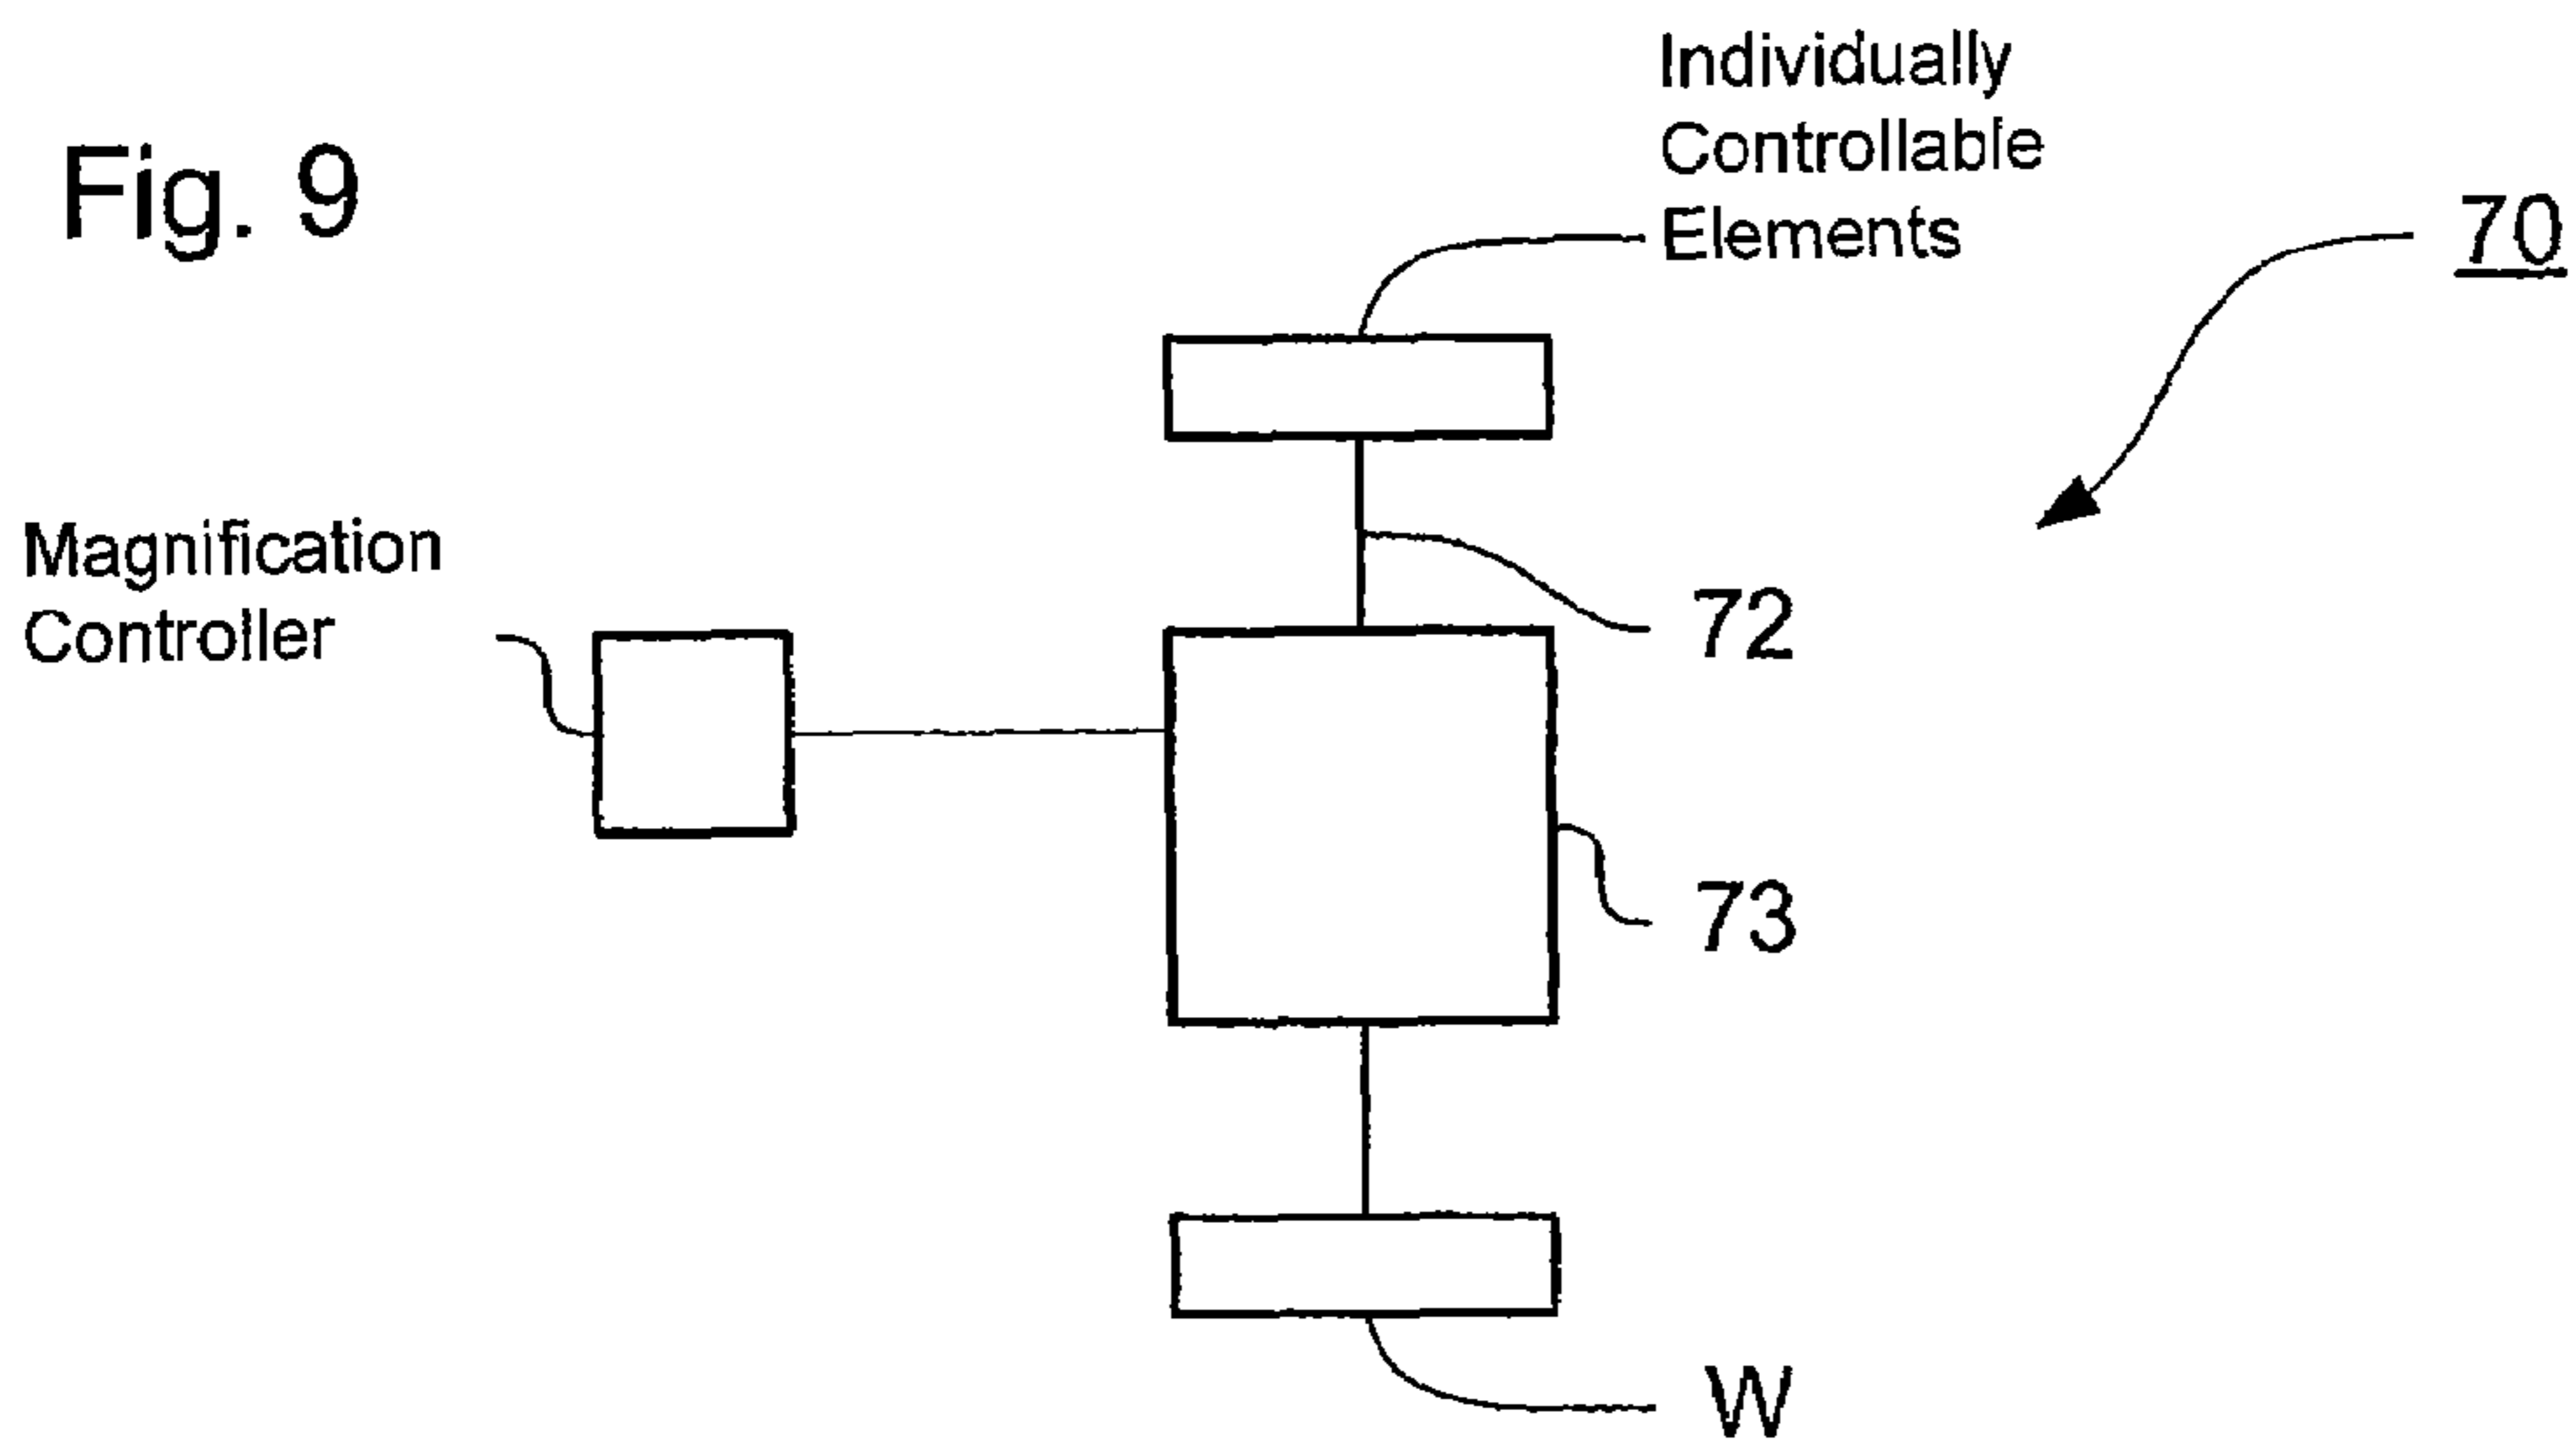 Fig. 9
Individually
Controllable
Elements
70
Magnification
Controller
72
73
W